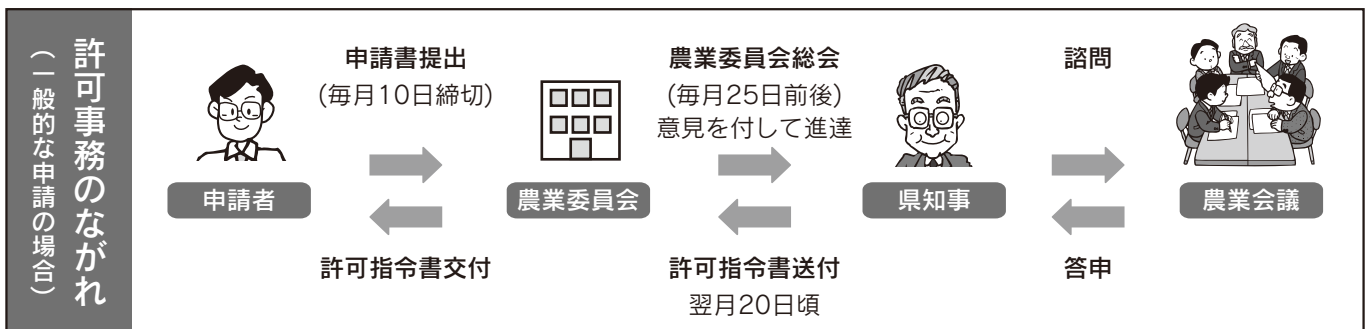 許可事務のながれ
（一般的な申請の場合）
申請書提出
(毎月10日締切)
農業委員会総会
(毎月25日前後)
意見を付して進達
諮問
申請者
農業委員会
県知事
農業会議
許可指令書交付
許可指令書送付
翌月20日頃
答申